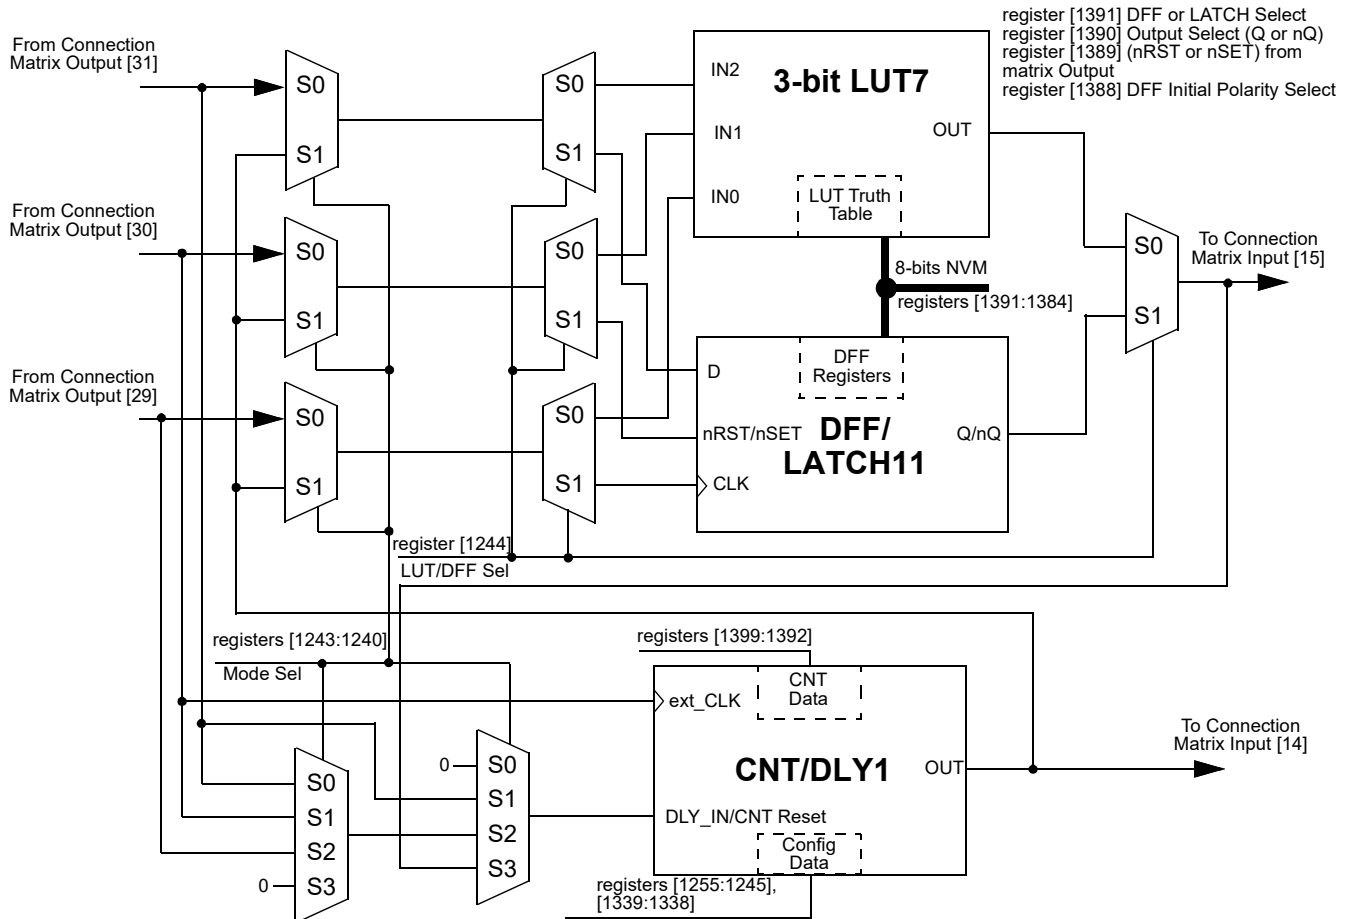 register [1391] DFF or LATCH Select
register [1390] Output Select (Q or nQ)
register [1389] (nRST or nSET) from
matrix Output
register [1388] DFF Initial Polarity Select
From Connection
Matrix Output [31]
S0
S1
S0
S1
IN2
IN1
IN0
3-bit LUT7
OUT
LUT Truth
Table
From Connection
Matrix Output [30]
S0
S1
S0
S1
8-bits NVM
registers [1391:1384]
S0
S1
To Connection
Matrix Input [15]
From Connection
Matrix Output [29]
S0
S1
S0
S1
D
nRST/nSET
CLK
DFF
Registers
DFF/
LATCH11
Q/nQ
register [1244]
LUT/DFF Sel
registers [1243:1240]
Mode Sel
registers [1399:1392]
CNT
Data
ext_CLK
CNT/DLY1
OUT
DLY_IN/CNT Reset
Config
Data
To Connection
Matrix Input [14]
S0
S1
S2
0
S3
0
S0
S1
S2
S3
registers [1255:1245],
[1339:1338]